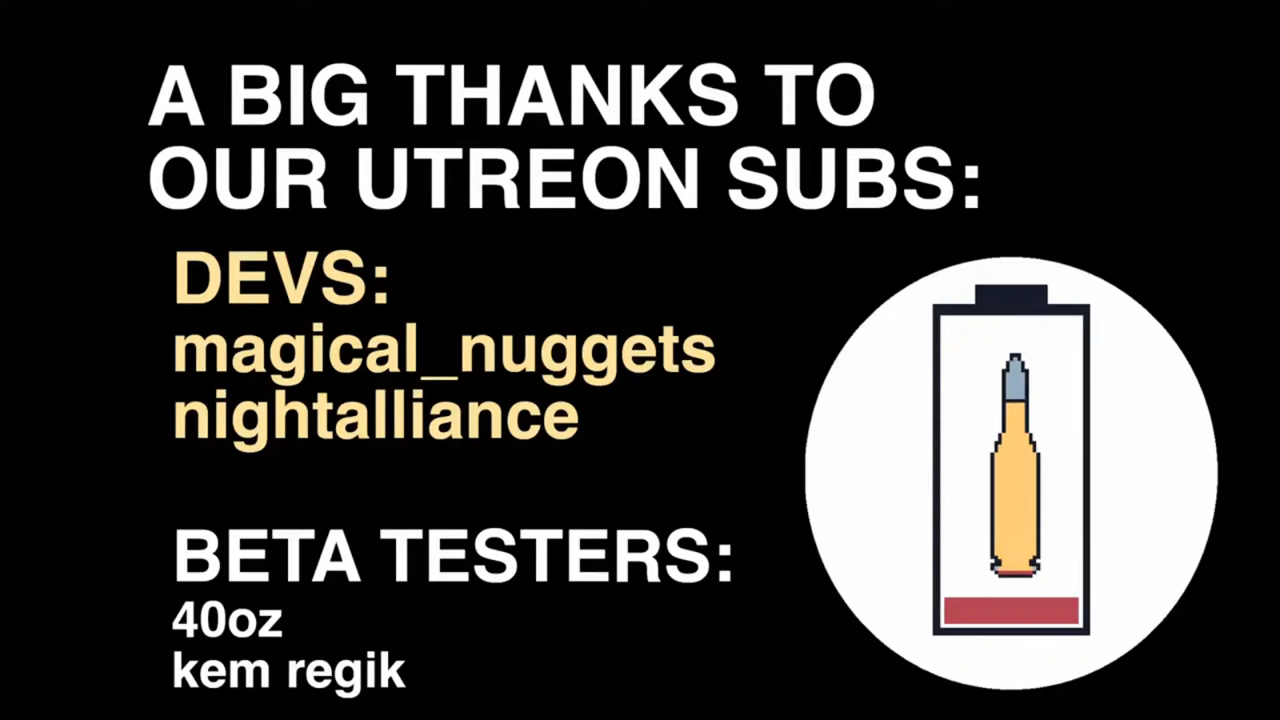 A BIG THANKS TO
OUR UTREON SUBS:
DEVS:
magical_nuggets
nightalliance
BETA TESTERS:
40oz
kem regik